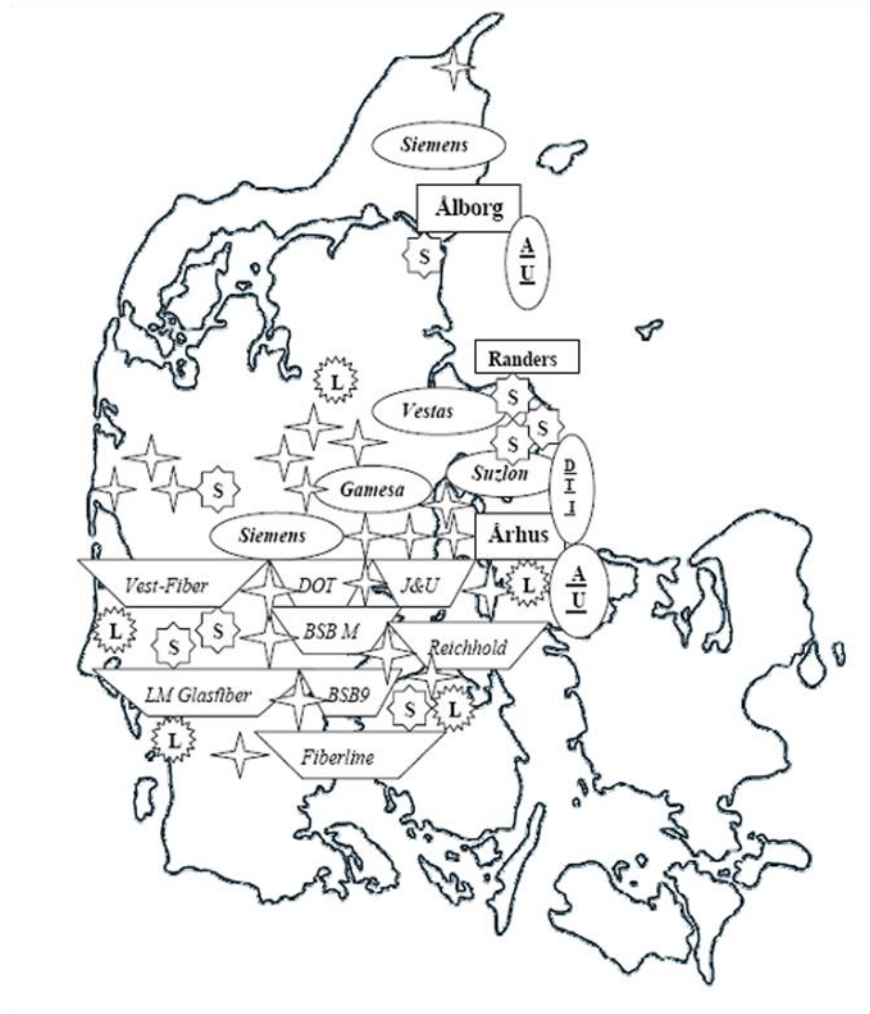 Siemens
Ålborg
S
A
U
Randers
L
S
Vestas
S
S
Suzlon
D
T
I
S
Gamesa
Siemens
Århus
Vest-Fiber
DOT
J&U
L
A
U
L
S
S
BSB M
Reichhold
LM Glasfiber
BSB9
S
L
L
Fiberline